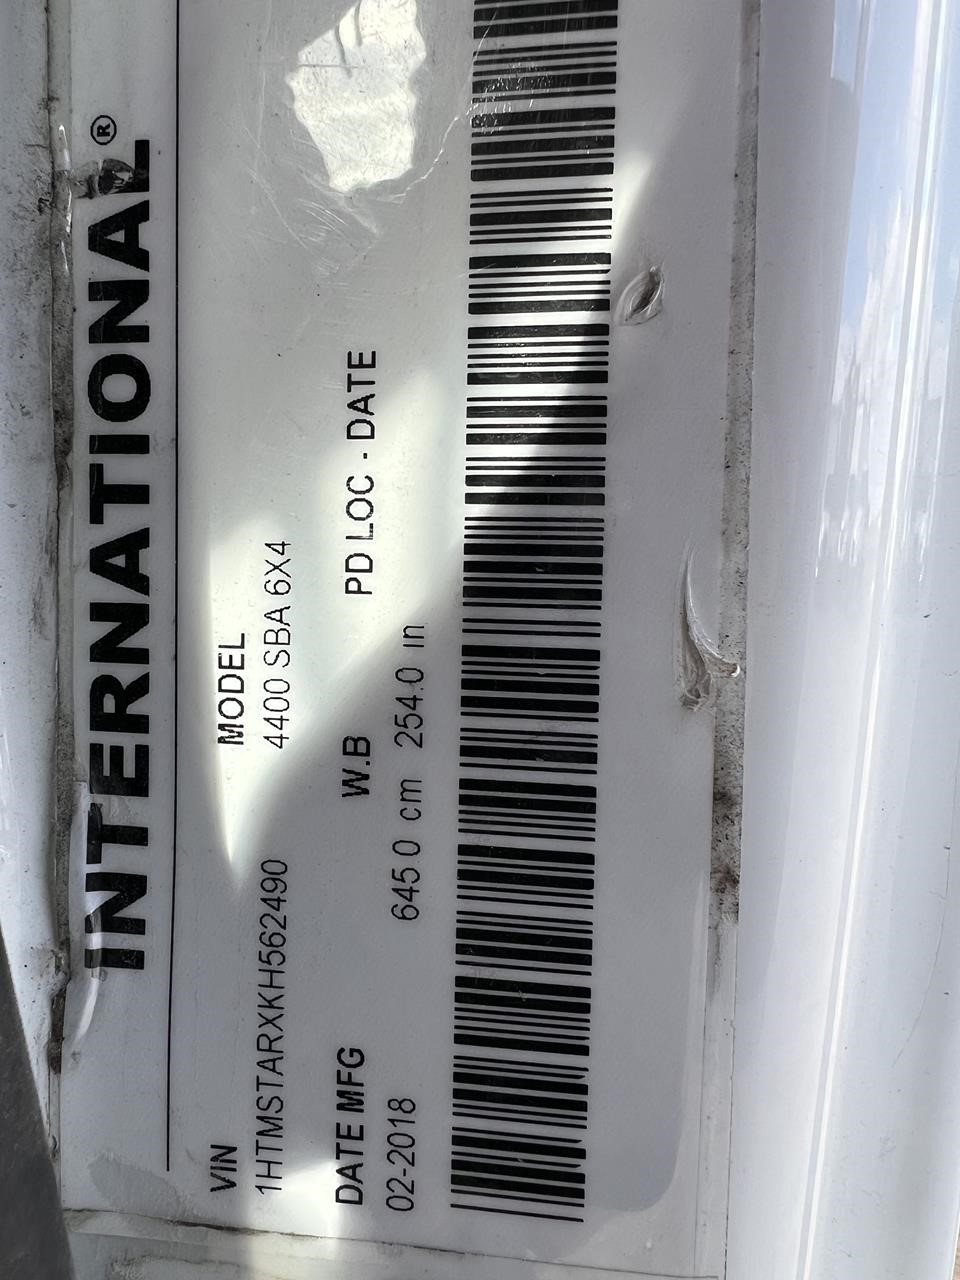 INTERNATIONAL®
VIN MODEL
1HTMSTARXKH562490 4400 SBA 6X4
DATE MFG W.B PD LOC - DATE
02-2018 645.0 cm 254.0 in